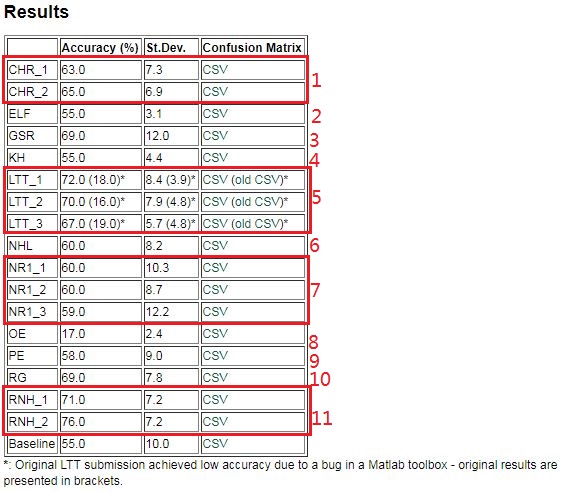 Results
Accuracy (%) St.Dev. Confusion Matrix
CHR_1 63.0 7.3 CSV
1
CHR_2 65.0 6.9 CSV
ELF 55.0 3.1 CSV 2
GSR 69.0 12.0 CSV 3
KH 55.0 4.4 CSV 4
LTT_1 72.0 (18.0)* 8.4 (3.9)* CSV (old CSV)*
LTT_2 70.0 (16.0)* 7.9 (4.8)* CSV (old CSV)* 5
LTT_3 67.0 (19.0)* 5.7 (4.8)* CSV (old CSV)*
NHL 60.0 8.2 CSV 6
NR1_1 60.0 10.3 CSV
NR1_2 60.0 8.7 CSV 7
NR1_3 59.0 12.2 CSV
OE 17.0 2.4 CSV 8
PE 58.0 9.0 CSV 9
RG 69.0 7.8 CSV 10
RNH_1 71.0 7.2 CSV
11
RNH_2 76.0 7.2 CSV
Baseline 55.0 10.0 CSV
*: Original LTT submission achieved low accuracy due to a bug in a Matlab toolbox - original results are
presented in brackets.